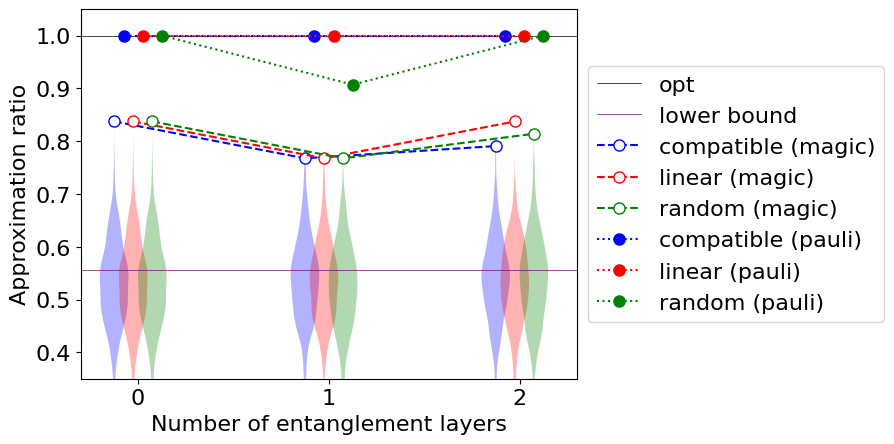 1.0
0.9
0.8
0.7
0.6
0.5
0.4
Approximation ratio
0
1
2
Number of entanglement layers
opt
lower bound
compatible (magic)
linear (magic)
random (magic)
compatible (pauli)
linear (pauli)
random (pauli)